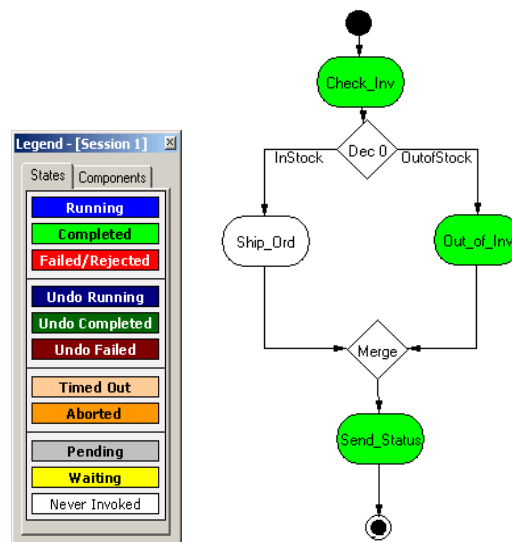 Legend - [Session 1]
States
Components
Running
Completed
Failed/Rejected
Undo Running
Undo Completed
Undo Failed
Timed Out
Aborted
Pending
Waiting
Never Invoked
Check_Inv
Dec 0
InStock
OutofStock
Ship_Ord
Out_of_Inv
Merge
Send_Status